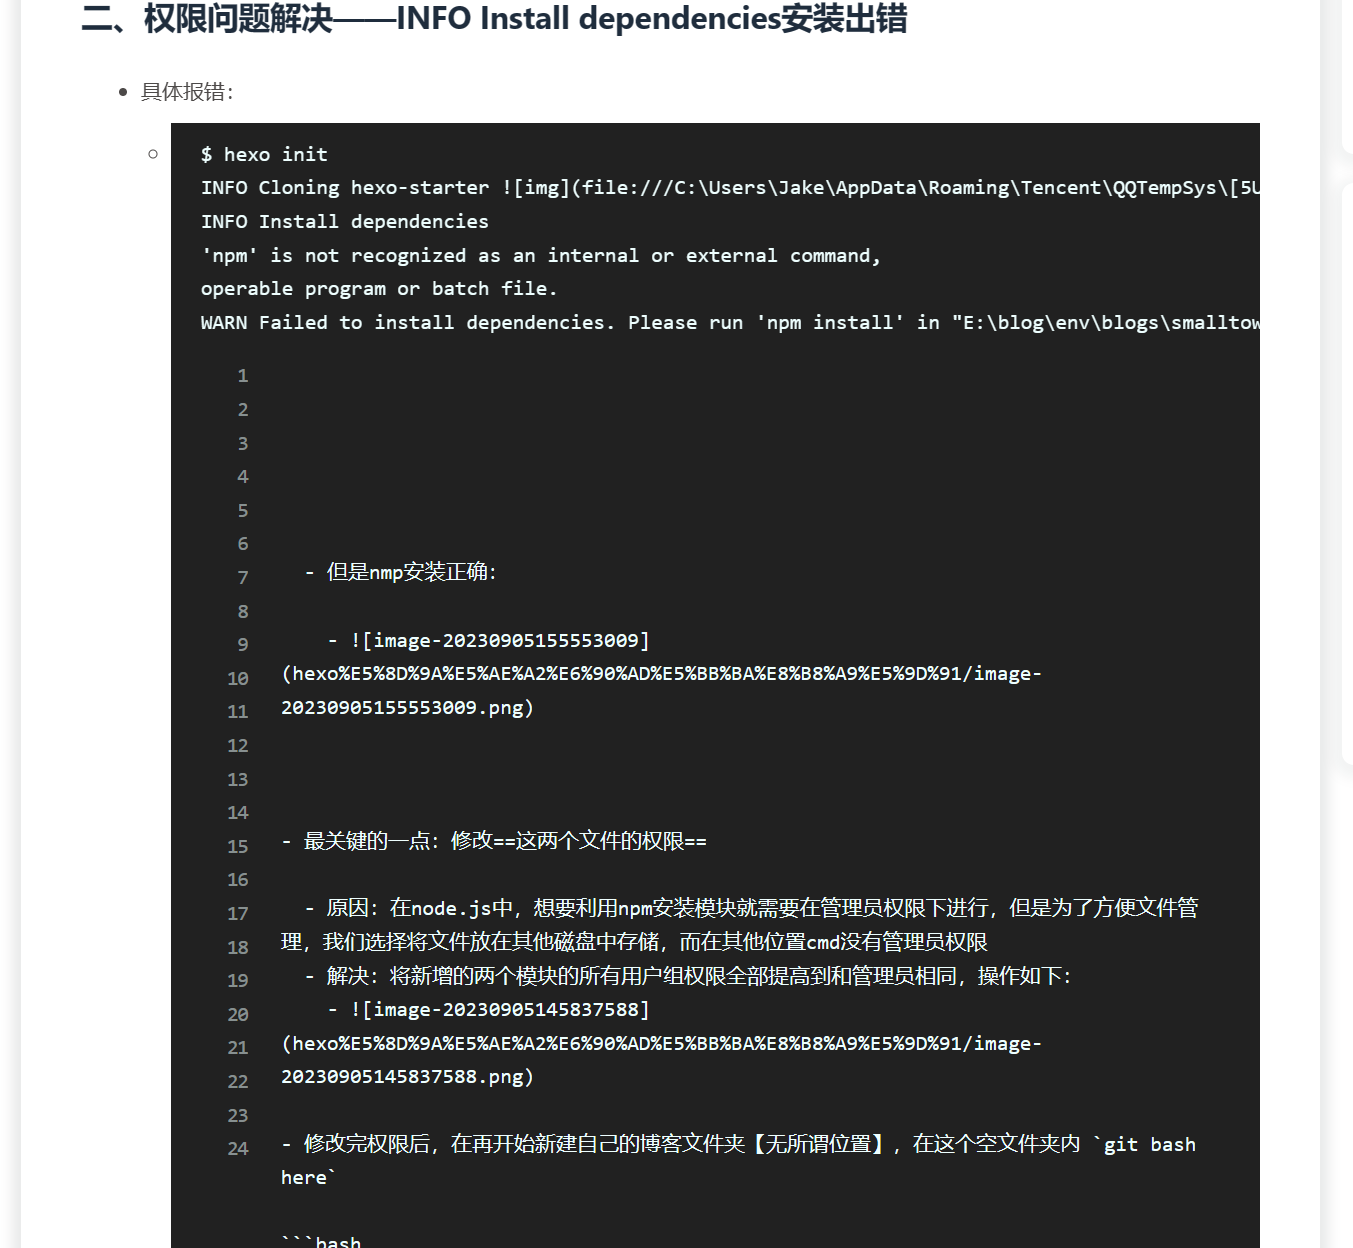 二、权限问题解决——INFO Install dependencies安装出错
具体报错：
$ hexo init
INFO Cloning hexo-starter ![img](file:///C:\Users\Jake\AppData\Roaming\Tencent\QQTempSys\[5U
INFO Install dependencies
'npm' is not recognized as an internal or external command,
operable program or batch file.
WARN Failed to install dependencies. Please run 'npm install' in "E:\blog\env\blogs\smalltow
1
2
3
4
5
6
7
8
9
10
11
12
13
14
15
16
17
18
19
20
21
22
23
24
- 但是nmp安装正确：
- ![image-20230905155553009]
(hexo%E5%8D%9A%E5%AE%A2%E6%90%AD%E5%BB%BA%E8%B8%A9%E5%9D%91/image-
20230905155553009.png)
- 最关键的一点：修改==这两个文件的权限==
- 原因：在node.js中，想要利用npm安装模块就需要在管理员权限下进行，但是为了方便文件管
理，我们选择将文件放在其他磁盘中存储，而在其他位置cmd没有管理员权限
- 解决：将新增的两个模块的所有用户组权限全部提高到和管理员相同，操作如下：
- ![image-20230905145837588]
(hexo%E5%8D%9A%E5%AE%A2%E6%90%AD%E5%BB%BA%E8%B8%A9%E5%9D%91/image-
20230905145837588.png)
- 修改完权限后，在再开始新建自己的博客文件夹【无所谓位置】，在这个空文件夹内 `git bash
here`
```bash